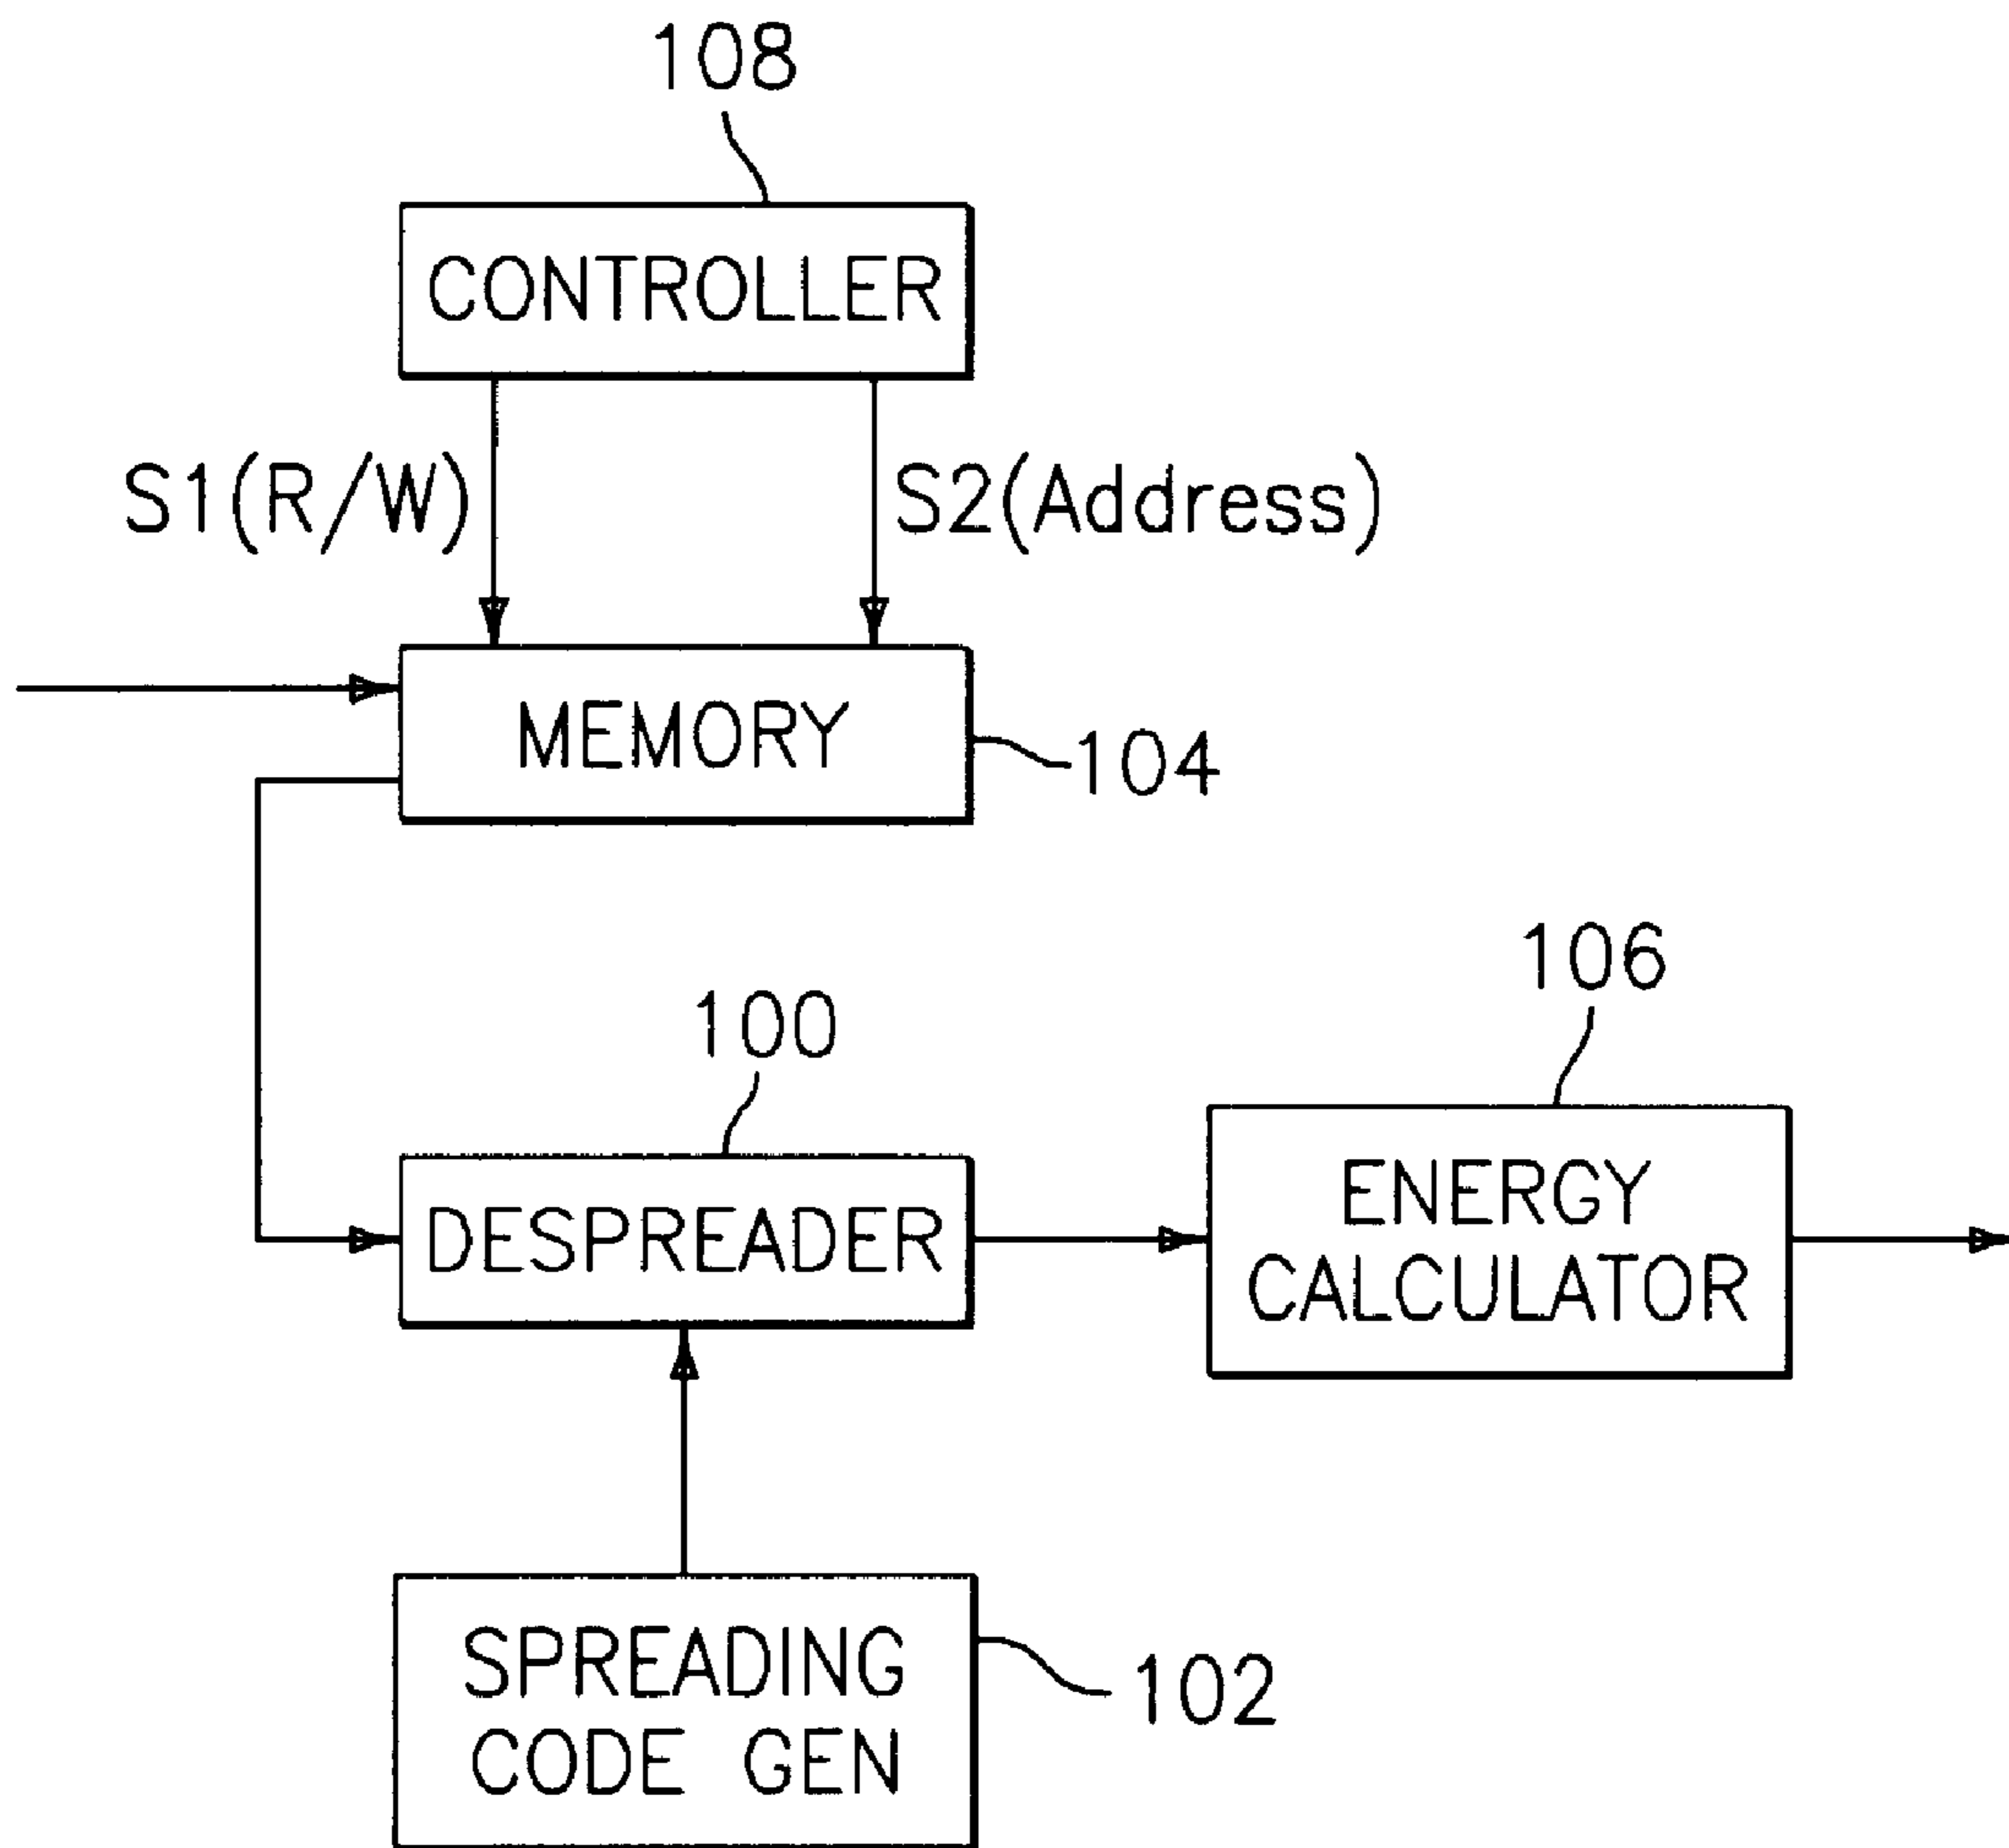 108
CONTROLLER
S1(R/W)
S2(Address)
MEMORY
104
106
100
ENERGY
CALCULATOR
DESPREADER
SPREADING
CODE GEN
102